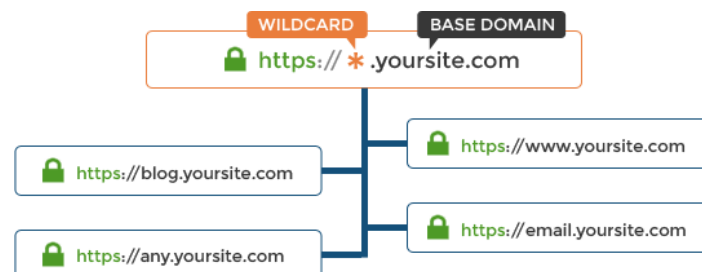 WILDCARD BASE DOMAIN
https://*.yoursite.com
https://www.yoursite.com
https://blog.yoursite.com
https://email.yoursite.com
https://any.yoursite.com